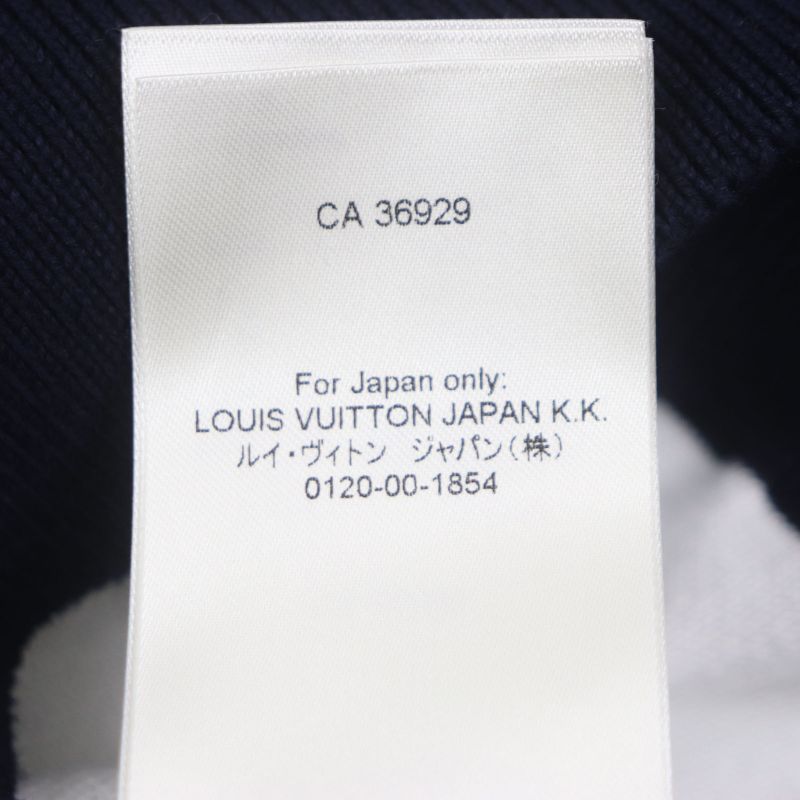 CA 36929
For Japan only:
LOUIS VUITTON JAPAN K.K.
ルイ・ヴィトン ジャパン(株)
0120-00-1854